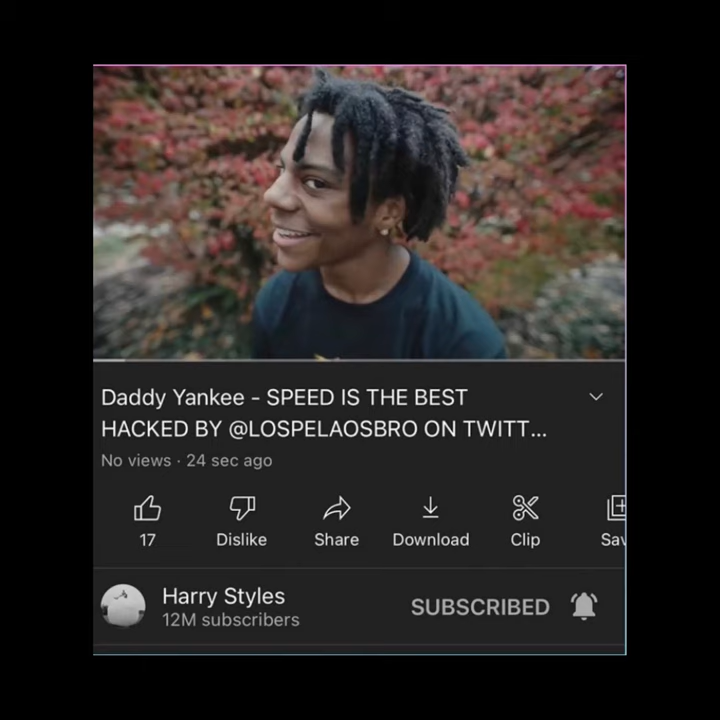 Daddy Yankee - SPEED IS THE BEST
HACKED BY @LOSPELAOSBRO ON TWITT...
No views · 24 sec ago
17 Dislike Share Download Clip Sav
Harry Styles SUBSCRIBED
12M subscribers